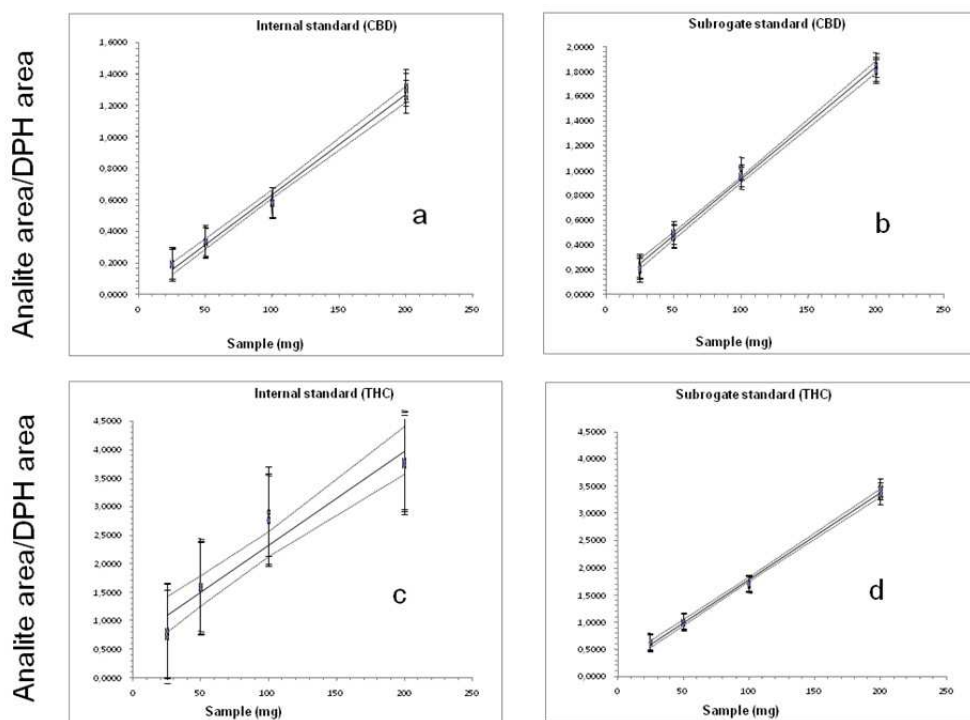 Analite area/DPH area
Internal standard (CBD)
1,6000
1,4000
1,2000
1,0000
0,8000
0,6000
0,4000
0,2000
0,0000
0 50 100 150 200 250
Sample (mg)
a
Subrogate standard (CBD)
2,0000
1,8000
1,6000
1,4000
1,2000
1,0000
0,8000
0,6000
0,4000
0,2000
0,0000
0 50 100 150 200 250
Sample (mg)
b
Analite area/DPH area
Internal standard (THC)
4,5000
4,0000
3,5000
3,0000
2,5000
2,0000
1,5000
1,0000
0,5000
0,0000
0 50 100 150 200 250
Sample (mg)
c
Subrogate standard (THC)
4,5000
4,0000
3,5000
3,0000
2,5000
2,0000
1,5000
1,0000
0,5000
0,0000
0 50 100 150 200 250
Sample (mg)
d